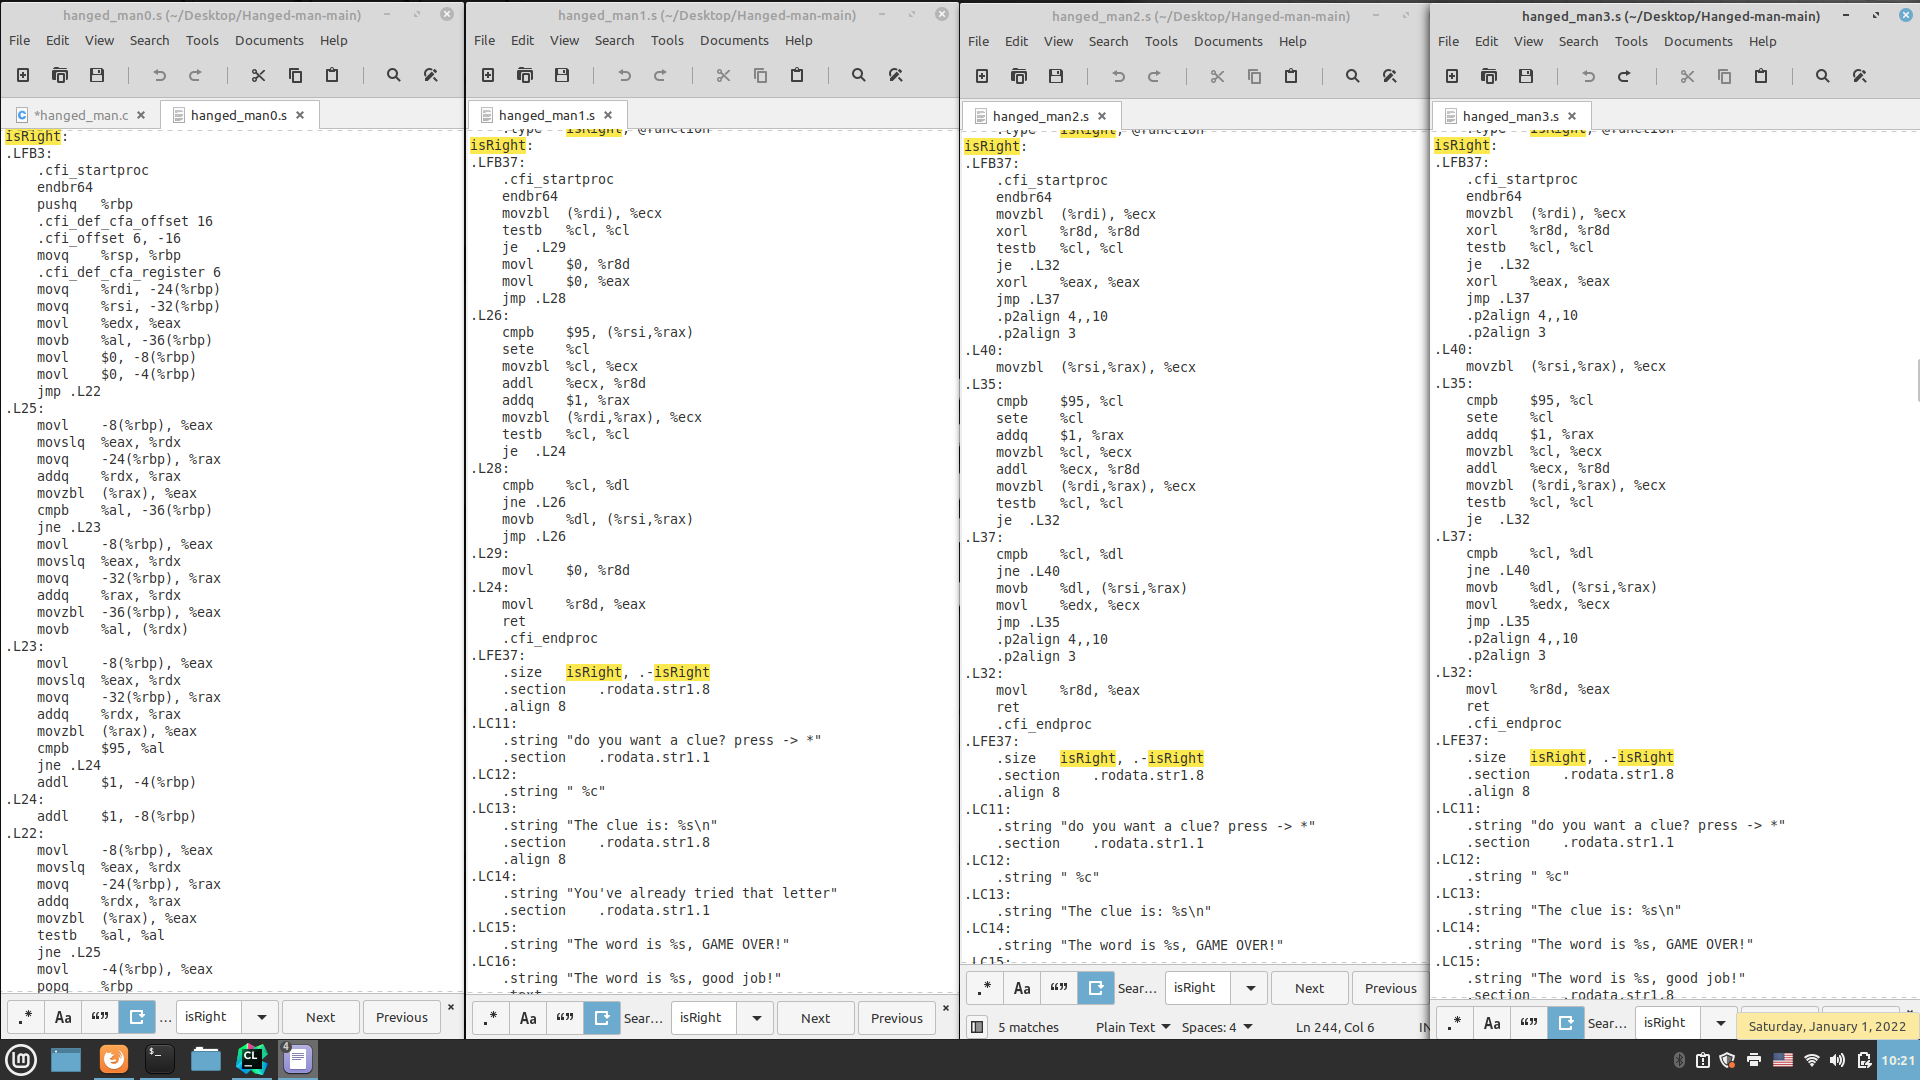 hanged_man0.s (~/Desktop/Hanged-man-main)
File Edit View Search Tools Documents Help
*hanged_man.c
hanged_man0.s
isRight:
.LFB3:
.cfi_startproc
endbr64
pushq %rbp
.cfi_def_cfa_offset 16
.cfi_offset 6, -16
movq %rsp, %rbp
.cfi_def_cfa_register 6
movq %rdi, -24(%rbp)
movq %rsi, -32(%rbp)
movl %edx, %eax
movb %al, -36(%rbp)
movl $0, -8(%rbp)
movl $0, -4(%rbp)
jmp .L22
.L25:
movl -8(%rbp), %eax
movslq %eax, %rdx
movq -24(%rbp), %rax
addq %rdx, %rax
movzbl (%rax), %eax
cmpb %al, -36(%rbp)
jne .L23
movl -8(%rbp), %eax
movslq %eax, %rdx
movq -32(%rbp), %rax
addq %rax, %rdx
movzbl -36(%rbp), %eax
movb %al, (%rdx)
.L23:
movl -8(%rbp), %eax
movslq %eax, %rdx
movq -32(%rbp), %rax
addq %rdx, %rax
movzbl (%rax), %eax
cmpb $95, %al
jne .L24
addl $1, -4(%rbp)
.L24:
addl $1, -8(%rbp)
.L22:
movl -8(%rbp), %eax
movslq %eax, %rdx
movq -24(%rbp), %rax
addq %rdx, %rax
movzbl (%rax), %eax
testb %al, %al
jne .L25
movl -4(%rbp), %eax
popq %rbp
.* Aa “” ... isRight Next Previous
hanged_man1.s (~/Desktop/Hanged-man-main)
File Edit View Search Tools Documents Help
hanged_man1.s
.type isRight, @function
isRight:
.LFB37:
.cfi_startproc
endbr64
movzbl (%rdi), %ecx
testb %cl, %cl
je .L29
movl $0, %r8d
movl $0, %eax
jmp .L28
.L26:
cmpb $95, (%rsi,%rax)
sete %cl
movzbl %cl, %ecx
addl %ecx, %r8d
addq $1, %rax
movzbl (%rdi,%rax), %ecx
testb %cl, %cl
je .L24
.L28:
cmpb %cl, %dl
jne .L26
movb %dl, (%rsi,%rax)
jmp .L26
.L29:
movl $0, %r8d
.L24:
movl %r8d, %eax
ret
.cfi_endproc
.LFE37:
.size isRight, .-isRight
.section .rodata.str1.8
.align 8
.LC11:
.string "do you want a clue? press -> *"
.section .rodata.str1.1
.LC12:
.string " %c"
.LC13:
.string "The clue is: %s\n"
.section .rodata.str1.8
.align 8
.LC14:
.string "You've already tried that letter"
.section .rodata.str1.1
.LC15:
.string "The word is %s, GAME OVER!"
.LC16:
.string "The word is %s, good job!"
.* Aa “” Sear... isRight Next Previous
hanged_man2.s (~/Desktop/Hanged-man-main)
File Edit View Search Tools Documents Help
hanged_man2.s
.type isRight, @function
isRight:
.LFB37:
.cfi_startproc
endbr64
movzbl (%rdi), %ecx
xorl %r8d, %r8d
testb %cl, %cl
je .L32
xorl %eax, %eax
jmp .L37
.p2align 4,,10
.p2align 3
.L40:
movzbl (%rsi,%rax), %ecx
.L35:
cmpb $95, %cl
sete %cl
addq $1, %rax
movzbl %cl, %ecx
addl %ecx, %r8d
movzbl (%rdi,%rax), %ecx
testb %cl, %cl
je .L32
.L37:
cmpb %cl, %dl
jne .L40
movb %dl, (%rsi,%rax)
movl %edx, %ecx
jmp .L35
.p2align 4,,10
.p2align 3
.L32:
movl %r8d, %eax
ret
.cfi_endproc
.LFE37:
.size isRight, .-isRight
.section .rodata.str1.8
.align 8
.LC11:
.string "do you want a clue? press -> *"
.section .rodata.str1.1
.LC12:
.string " %c"
.LC13:
.string "The clue is: %s\n"
.LC14:
.string "The word is %s, GAME OVER!"
.LC15:
.* Aa “” Sear... isRight Next Previous
5 matches Plain Text Spaces: 4 Ln 244, Col 6 IN
hanged_man3.s (~/Desktop/Hanged-man-main)
File Edit View Search Tools Documents Help
hanged_man3.s
.type isRight, @function
isRight:
.LFB37:
.cfi_startproc
endbr64
movzbl (%rdi), %ecx
xorl %r8d, %r8d
testb %cl, %cl
je .L32
xorl %eax, %eax
jmp .L37
.p2align 4,,10
.p2align 3
.L40:
movzbl (%rsi,%rax), %ecx
.L35:
cmpb $95, %cl
sete %cl
addq $1, %rax
movzbl %cl, %ecx
addl %ecx, %r8d
movzbl (%rdi,%rax), %ecx
testb %cl, %cl
je .L32
.L37:
cmpb %cl, %dl
jne .L40
movb %dl, (%rsi,%rax)
movl %edx, %ecx
jmp .L35
.p2align 4,,10
.p2align 3
.L32:
movl %r8d, %eax
ret
.cfi_endproc
.LFE37:
.size isRight, .-isRight
.section .rodata.str1.8
.align 8
.LC11:
.string "do you want a clue? press -> *"
.section .rodata.str1.1
.LC12:
.string " %c"
.LC13:
.string "The clue is: %s\n"
.LC14:
.string "The word is %s, GAME OVER!"
.LC15:
.string "The word is %s, good job!"
.section .rodata.str1.8
.* Aa “” Sear... isRight
Saturday, January 1, 2022
CL
4
10:21